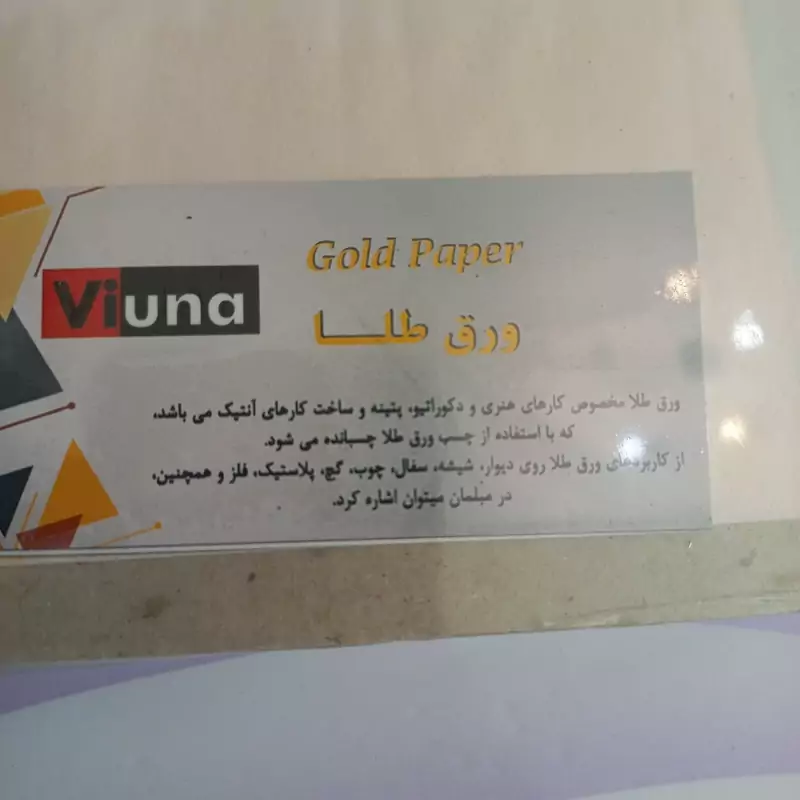 Gold Paper
Viuna
ورق طلا
ورق طلا مخصوص کارهای هنری و دکوراتیو، پتینه و ساخت کارهای آنتیک می باشد،
که با استفاده از چسب ورق طلا چسبانده می شود.
از کاربردهای ورق طلا روی دیوار، شیشه، سفال، چوب، گچ، پلاستیک، فلز و همچنین،
در مبلمان میتوان اشاره کرد.